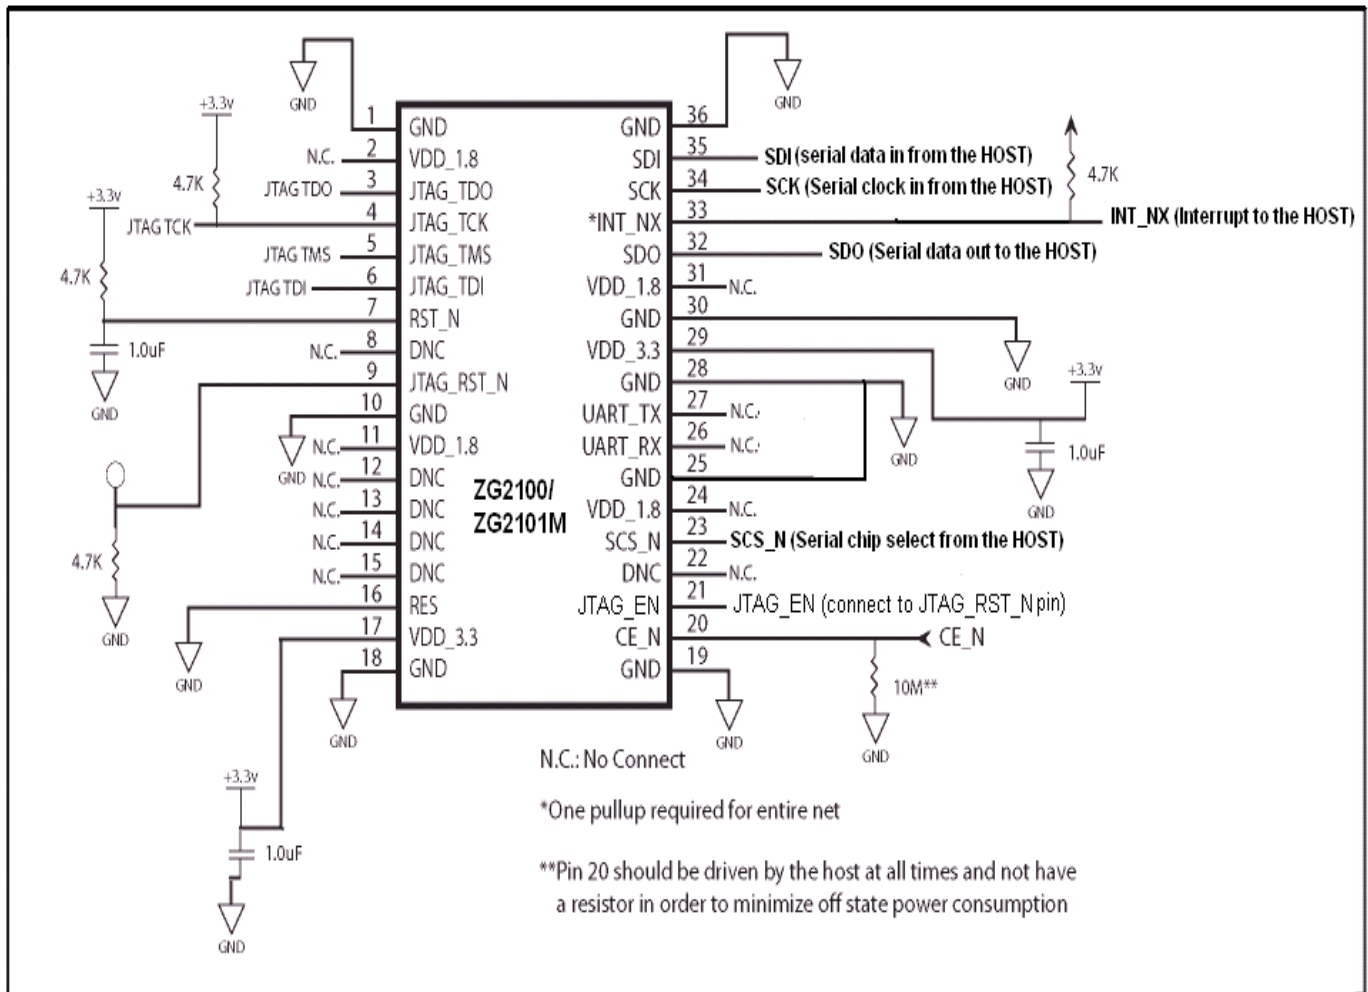 GND
GND
+3.3v
4.7K
+3.3v
4.7K
1.0uF
GND
N.C.
JTAG TDO
JTAG TCK
JTAG TMS
JTAG TDI
N.C.
GND
N.C.
N.C.
N.C.
N.C.
N.C.
4.7K
GND
GND
GND
+3.3v
1.0uF
GND
1 GND
2 VDD_1.8
3 JTAG_TDO
4 JTAG_TCK
5 JTAG_TMS
6 JTAG_TDI
7 RST_N
8 DNC
9 JTAG_RST_N
10 GND
11 VDD_1.8
12 DNC
13 DNC
14 DNC
15 DNC
16 RES
17 VDD_3.3
18 GND
ZG2100/
ZG2101M
GND 36
SDI 35 SDI (serial data in from the HOST)
SCK 34 SCK (Serial clock in from the HOST)
*INT_NX 33 INT_NX (Interrupt to the HOST)
SDO 32 SDO (Serial data out to the HOST)
VDD_1.8 31 N.C.
GND 30
VDD_3.3 29
GND 28
UART_TX 27 N.C.
UART_RX 26 N.C.
GND 25
VDD_1.8 24 N.C.
SCS_N 23 SCS_N (Serial chip select from the HOST)
DNC 22 N.C.
JTAG_EN 21 JTAG_EN (connect to JTAG_RST_N pin)
CE_N 20 CE_N
GND 19
4.7K
GND
+3.3v
GND
1.0uF
GND
10M**
GND
GND
N.C.: No Connect
*One pullup required for entire net
**Pin 20 should be driven by the host at all times and not have
a resistor in order to minimize off state power consumption